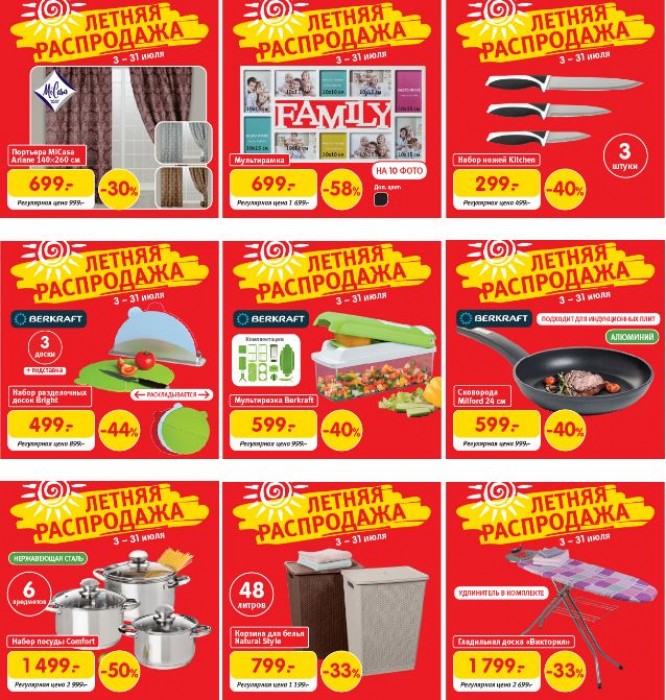 ЛЕТНЯЯ
РАСПРОДАЖА
3 – 31 июля
MiCasa
Портьера MiCasa
Ariane 140×260 см
699.-
-30%
Регулярная цена 999.-
ЛЕТНЯЯ
РАСПРОДАЖА
3 – 31 июля
FAMILY
10x15 см
10x10 см
Мультирамка
НА 10 ФОТО
699.-
-58%
Доп. цвет
Регулярная цена 1 699.-
ЛЕТНЯЯ
РАСПРОДАЖА
3 – 31 июля
3
штуки
Набор ножей Kitchen
299.-
-40%
Регулярная цена 499.-
ЛЕТНЯЯ
РАСПРОДАЖА
3 – 31 июля
BERKRAFT
3
доски
+ подставка
РАСКЛАДЫВАЕТСЯ
Набор разделочных
досок Bright
499.-
-44%
Регулярная цена 899.-
ЛЕТНЯЯ
РАСПРОДАЖА
3 – 31 июля
BERKRAFT
Комплектация
Мультирезка Berkraft
599.-
-40%
Регулярная цена 999.-
ЛЕТНЯЯ
РАСПРОДАЖА
3 – 31 июля
BERKRAFT
ПОДХОДИТ ДЛЯ ИНДУКЦИОННЫХ ПЛИТ
АЛЮМИНИЙ
Сковорода
Milford 24 см
599.-
-40%
Регулярная цена 999.-
ЛЕТНЯЯ
РАСПРОДАЖА
3 – 31 июля
НЕРЖАВЕЮЩАЯ СТАЛЬ
6
предметов
Набор посуды Comfort
1 499.-
-50%
Регулярная цена 2 999.-
ЛЕТНЯЯ
РАСПРОДАЖА
3 – 31 июля
48
литров
Корзина для белья
Natural Style
799.-
-33%
Регулярная цена 1 199.-
ЛЕТНЯЯ
РАСПРОДАЖА
3 – 31 июля
УДЛИНИТЕЛЬ В КОМПЛЕКТЕ
Гладильная доска «Виктория»
1 799.-
-33%
Регулярная цена 2 699.-